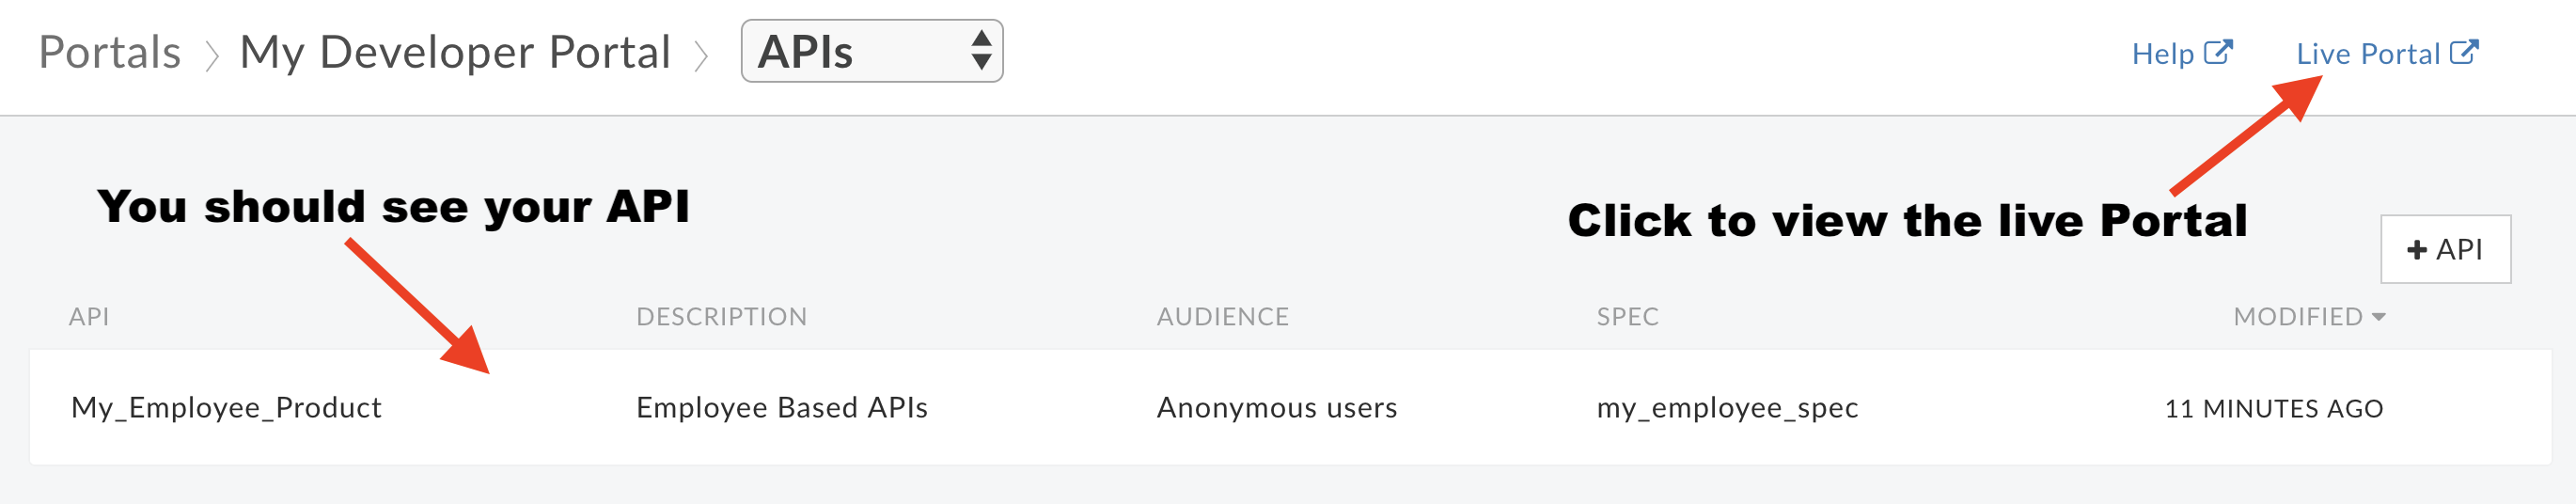 Portals > My Developer Portal > APIs
Help
Live Portal
You should see your API
Click to view the live Portal
+ API
API DESCRIPTION AUDIENCE SPEC MODIFIED
My_Employee_Product Employee Based APIs Anonymous users my_employee_spec 11 MINUTES AGO